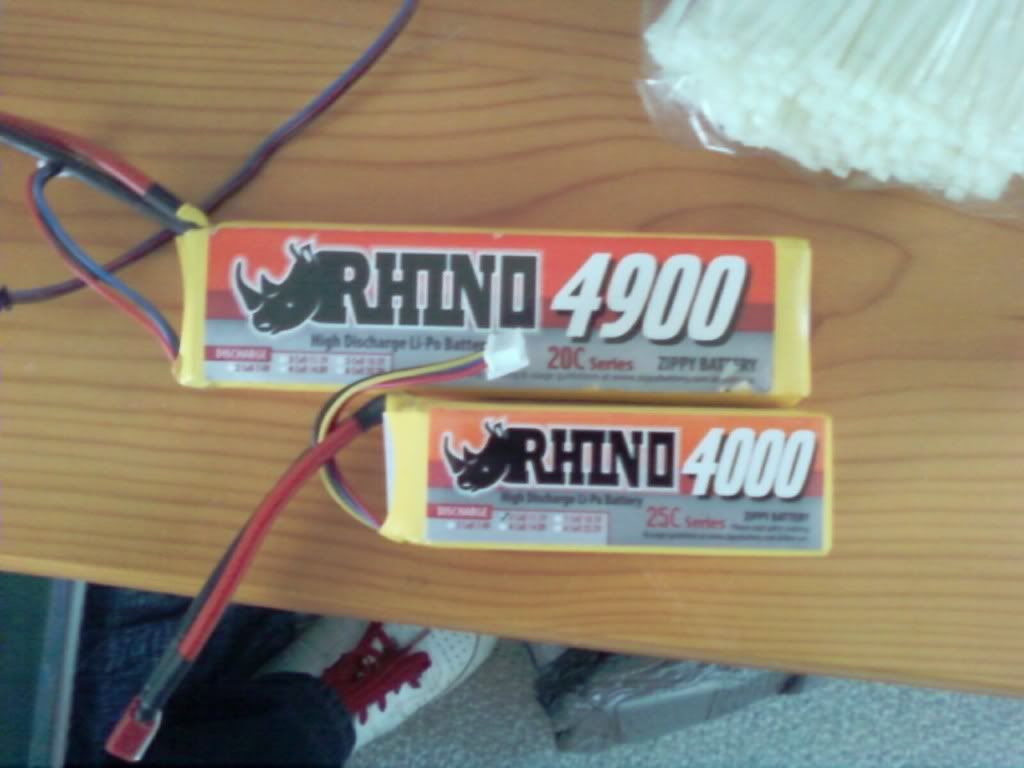 RHINO 4900
High Discharge Li-Po Batter
DISCHARGE
20C Series ZIPPY BATTERY
RHINO 4000
High Discharge Li-Po Battery
DISCHARGE
25C Series ZIPPY BATTERY